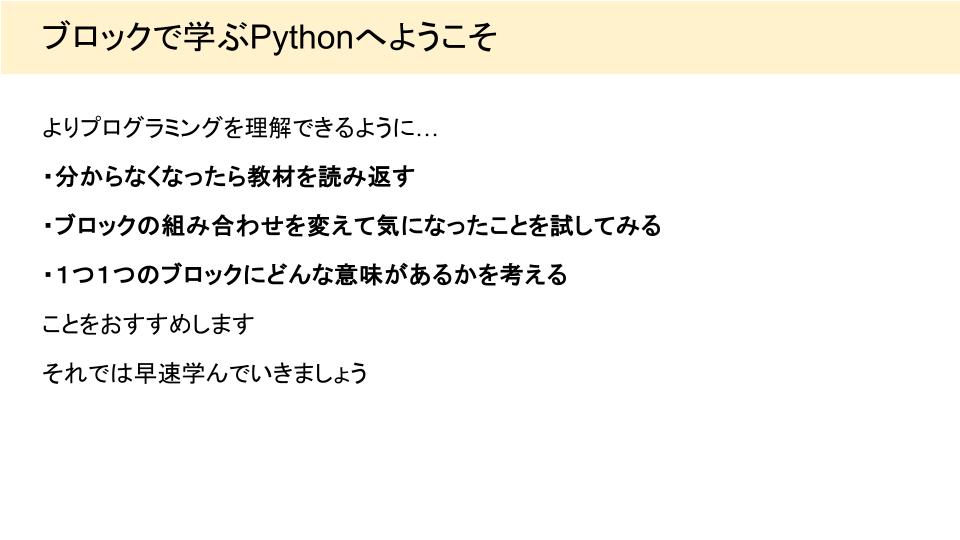 ブロックで学ぶPythonへようこそ
よりプログラミングを理解できるように…
・分からなくなったら教材を読み返す
・ブロックの組み合わせを変えて気になったことを試してみる
・１つ１つのブロックにどんな意味があるかを考える
ことをおすすめします
それでは早速学んでいきましょう